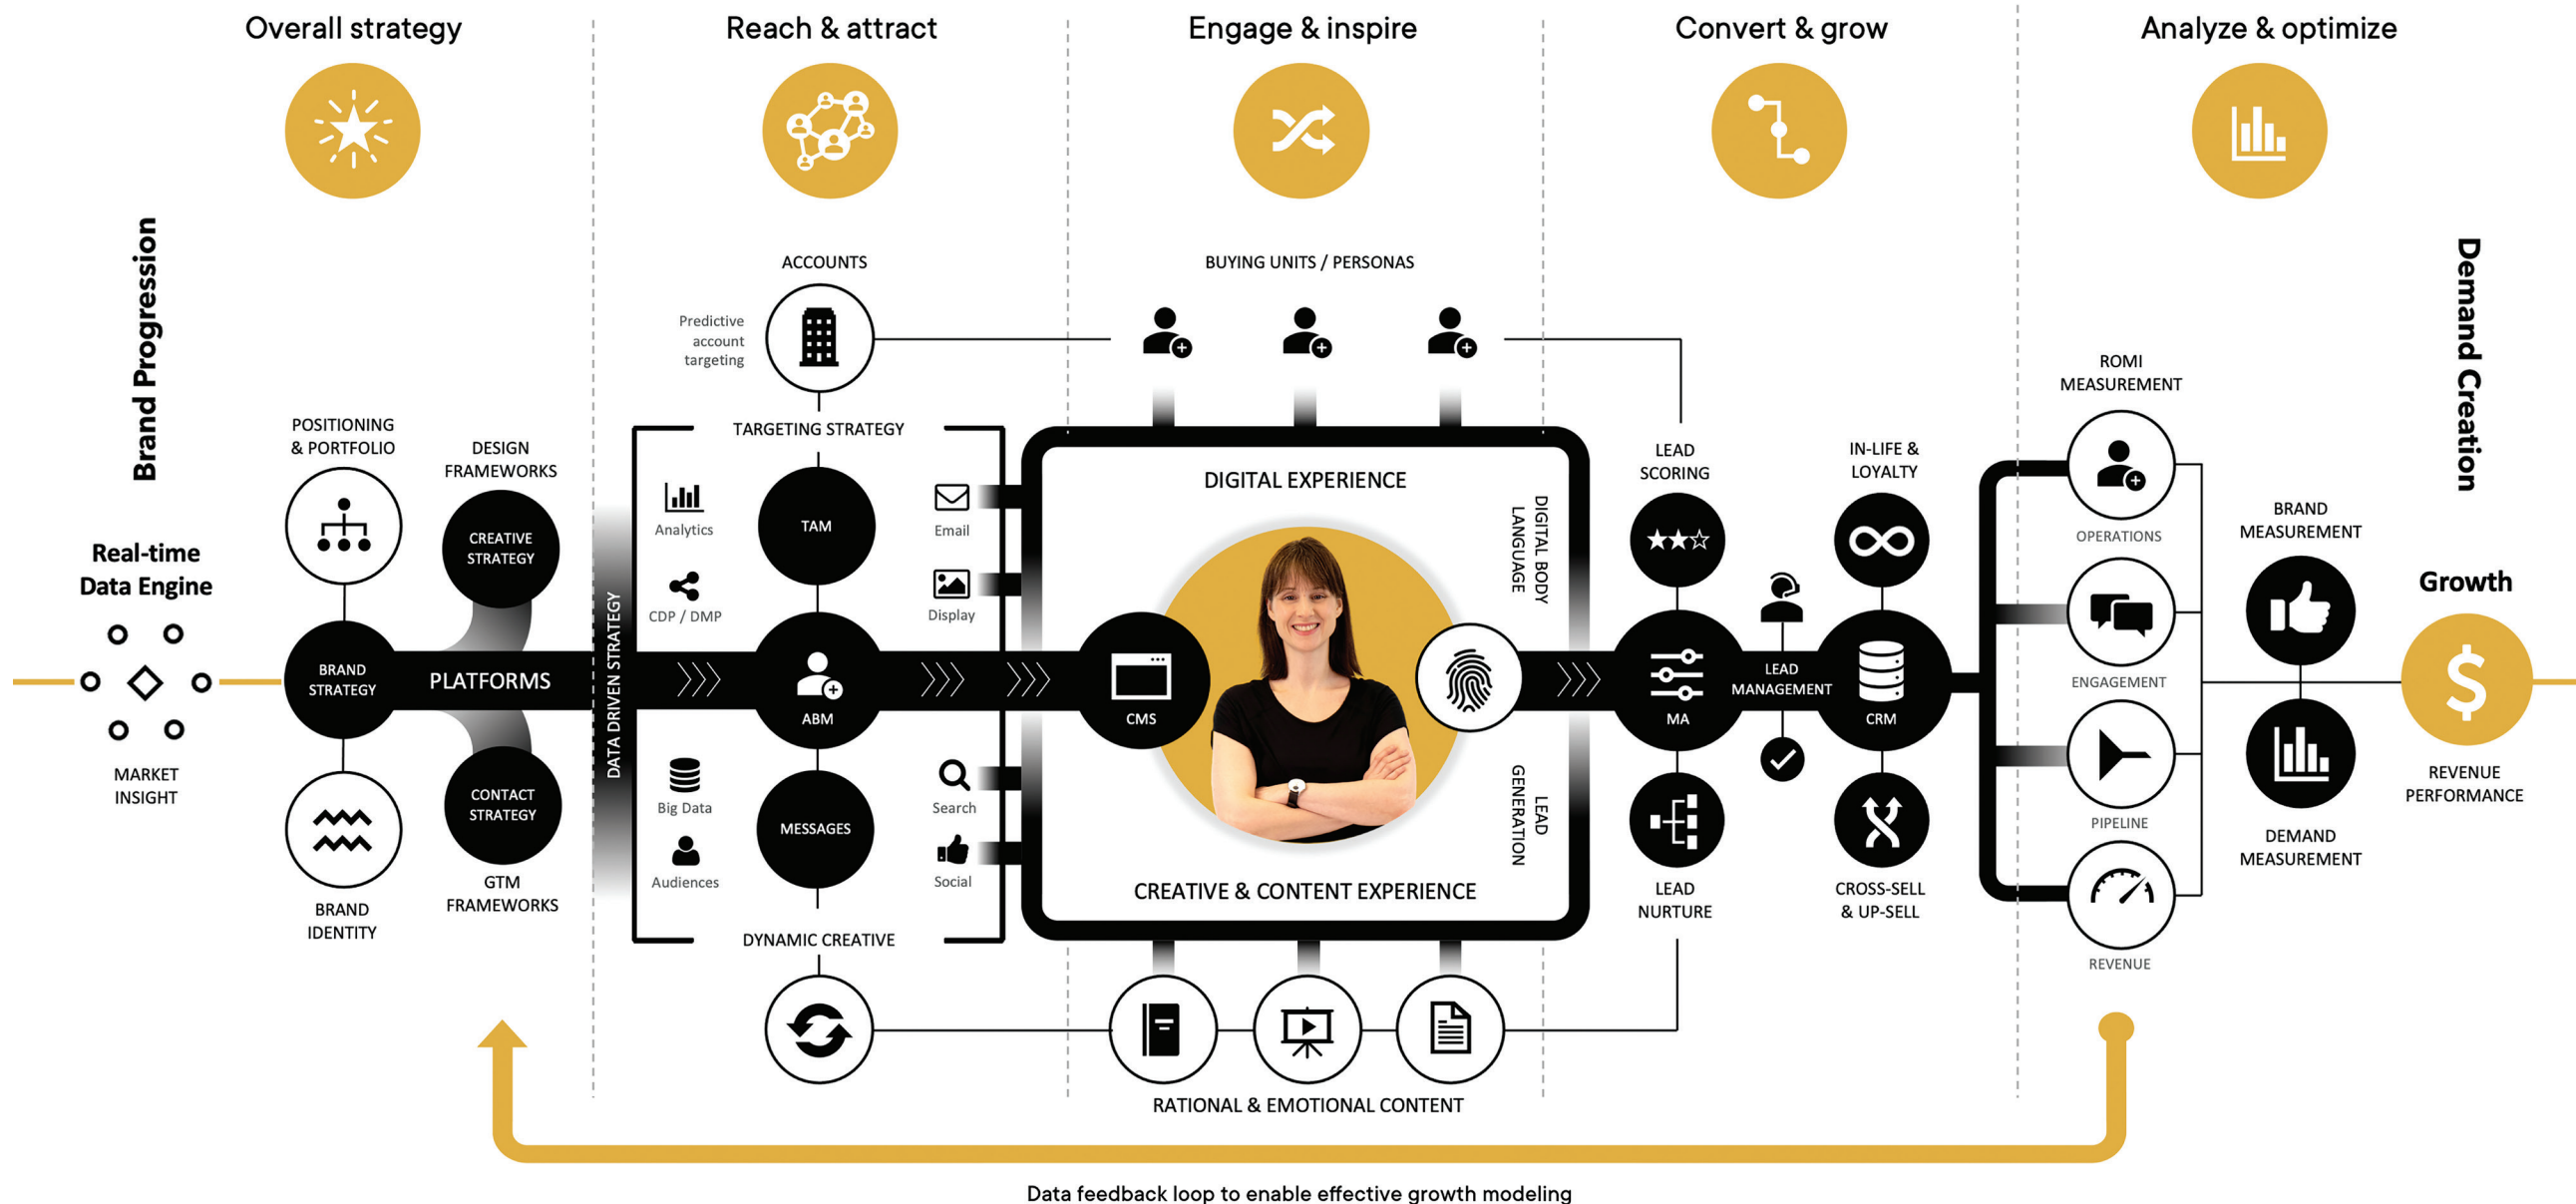 Overall strategy
Reach & attract
Engage & inspire
Convert & grow
Analyze & optimize
Brand Progression
Real-time
Data Engine
MARKET
INSIGHT
POSITIONING
& PORTFOLIO
BRAND
STRATEGY
BRAND
IDENTITY
DESIGN
FRAMEWORKS
CREATIVE
STRATEGY
PLATFORMS
CONTACT
STRATEGY
GTM
FRAMEWORKS
DATA DRIVEN STRATEGY
ACCOUNTS
Predictive
account
targeting
TARGETING STRATEGY
Analytics
CDP / DMP
Big Data
Audiences
TAM
ABM
MESSAGES
DYNAMIC CREATIVE
Email
Display
Search
Social
BUYING UNITS / PERSONAS
DIGITAL EXPERIENCE
DIGITAL BODY
LANGUAGE
CMS
LEAD
GENERATION
CREATIVE & CONTENT EXPERIENCE
RATIONAL & EMOTIONAL CONTENT
LEAD
SCORING
MA
LEAD
NURTURE
LEAD
MANAGEMENT
IN-LIFE &
LOYALTY
CRM
CROSS-SELL
& UP-SELL
ROMI
MEASUREMENT
OPERATIONS
ENGAGEMENT
PIPELINE
REVENUE
BRAND
MEASUREMENT
DEMAND
MEASUREMENT
Demand Creation
Growth
$
REVENUE
PERFORMANCE
Data feedback loop to enable effective growth modeling